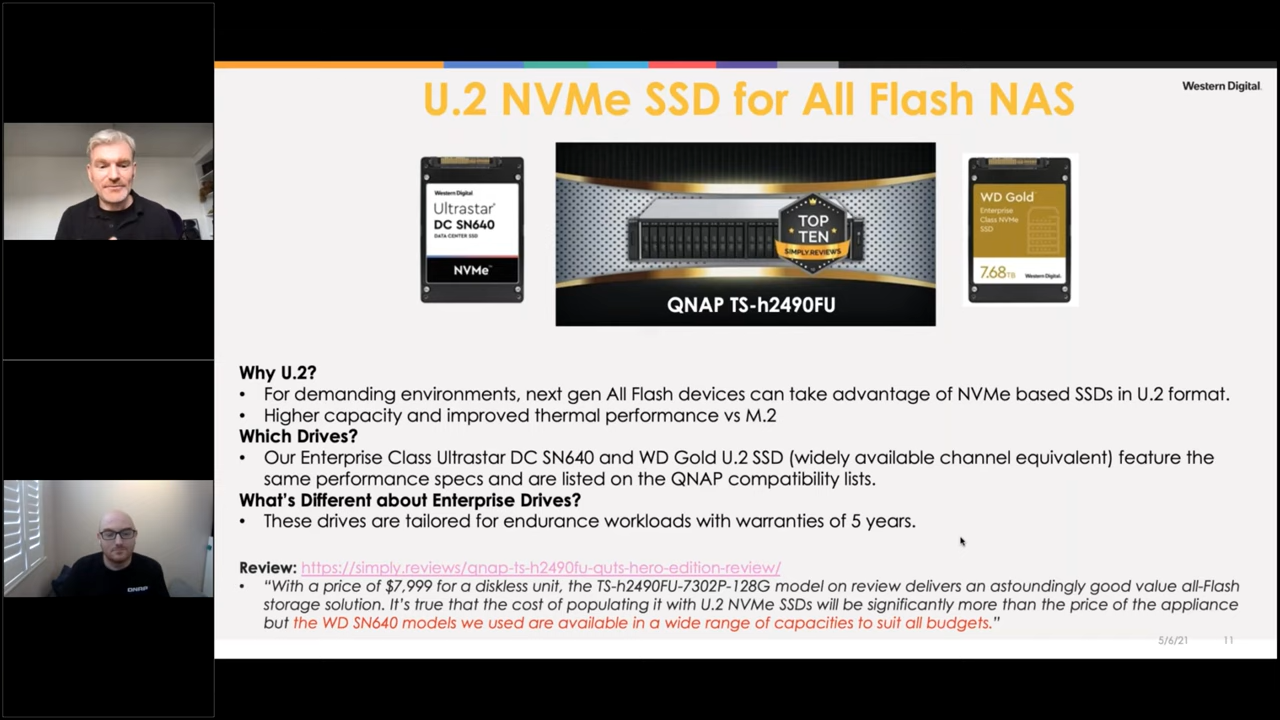 U.2 NVMe SSD for All Flash NAS
Western Digital
Western Digital
Ultrastar
DC SN640
DATA CENTER SSD
NVMe™
TOP
TEN
SIMPLY.REVIEWS
QNAP TS-h2490FU
WD Gold
Enterprise
Class NVMe
SSD
7.68TB
Western Digital
Why U.2?
• For demanding environments, next gen All Flash devices can take advantage of NVMe based SSDs in U.2 format.
• Higher capacity and improved thermal performance vs M.2
Which Drives?
• Our Enterprise Class Ultrastar DC SN640 and WD Gold U.2 SSD (widely available channel equivalent) feature the
same performance specs and are listed on the QNAP compatibility lists.
What's Different about Enterprise Drives?
• These drives are tailored for endurance workloads with warranties of 5 years.
Review: https://simply.reviews/qnap-ts-h2490fu-quts-hero-edition-review/
• "With a price of $7,999 for a diskless unit, the TS-h2490FU-7302P-128G model on review delivers an astoundingly good value all-Flash
storage solution. It's true that the cost of populating it with U.2 NVMe SSDs will be significantly more than the price of the appliance
but the WD SN640 models we used are available in a wide range of capacities to suit all budgets."
5/6/21 11
QNAP